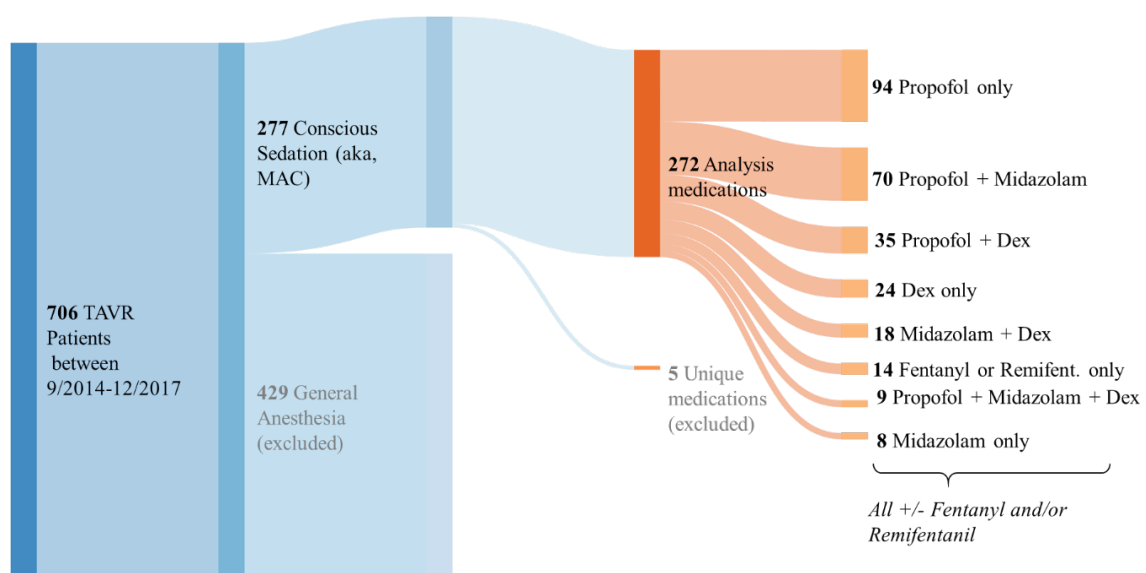 706 TAVR
Patients
between
9/2014-12/2017
277 Conscious
Sedation (aka,
MAC)
429 General
Anesthesia
(excluded)
272 Analysis
medications
5 Unique
medications
(excluded)
94 Propofol only
70 Propofol + Midazolam
35 Propofol + Dex
24 Dex only
18 Midazolam + Dex
14 Fentanyl or Remifent. only
9 Propofol + Midazolam + Dex
8 Midazolam only
All +/- Fentanyl and/or
Remifentanil